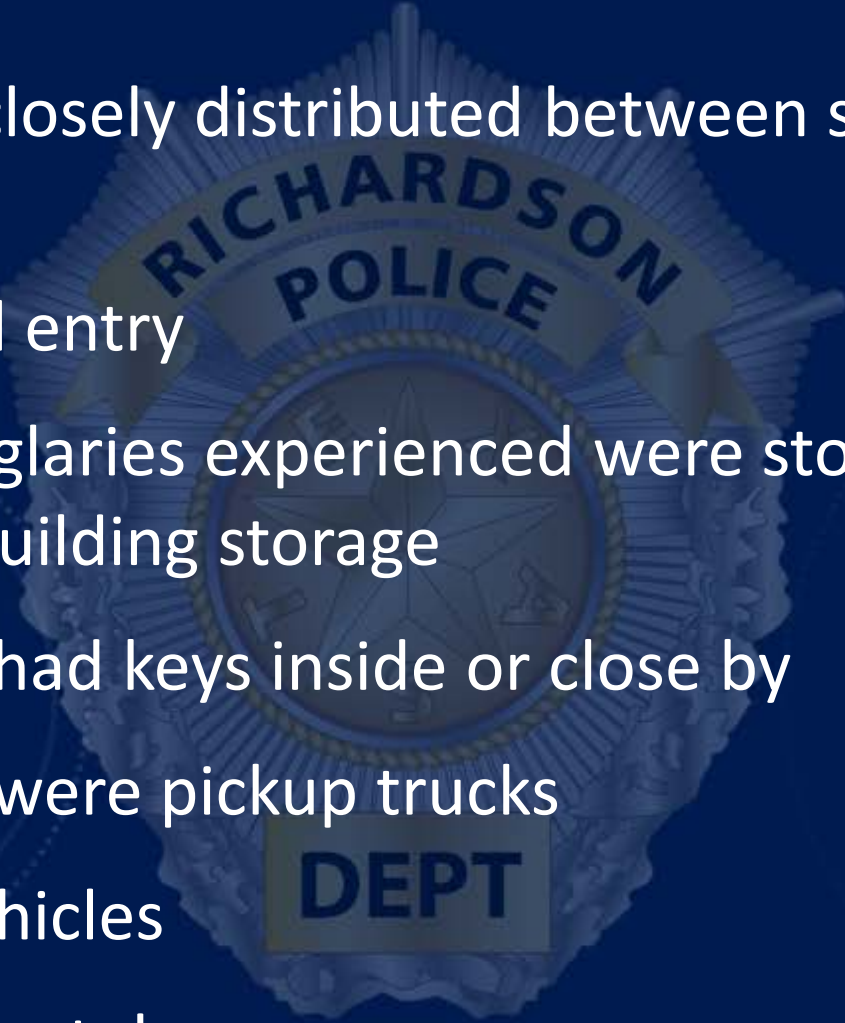 closely distributed between s
RICHARDSON
POLICE
entry
glaries experienced were sto
uilding storage
had keys inside or close by
were pickup trucks
DEPT
hicles